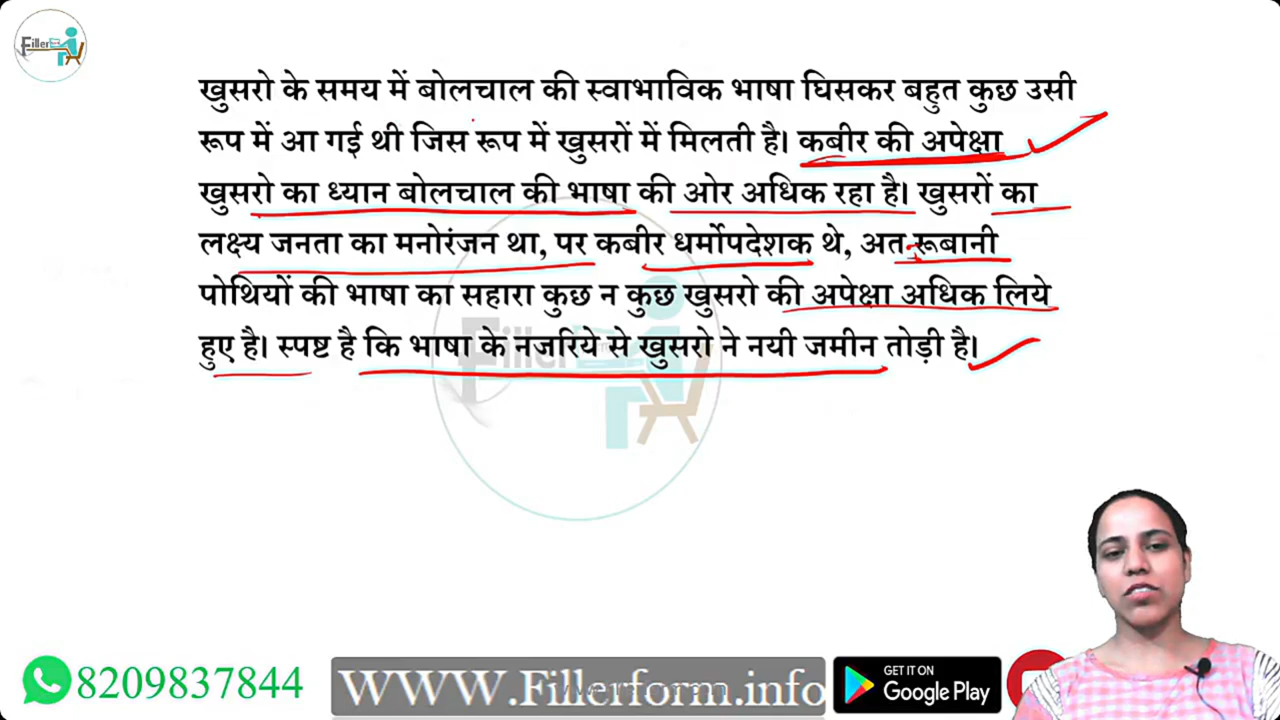 Filler
खुसरो के समय में बोलचाल की स्वाभाविक भाषा घिसकर बहुत कुछ उसी
रूप में आ गई थी जिस रूप में खुसरों में मिलती है। कबीर की अपेक्षा
खुसरो का ध्यान बोलचाल की भाषा की ओर अधिक रहा है। खुसरों का
लक्ष्य जनता का मनोरंजन था, पर कबीर धर्मोपदेशक थे, अत रूबानी
पोथियों की भाषा का सहारा कुछ न कुछ खुसरो की अपेक्षा अधिक लिये
हुए है। स्पष्ट है कि भाषा के नजरिये से खुसरो ने नयी जमीन तोड़ी है।
8209837844
WWW.Fillerform.info
GET IT ON
Google Play